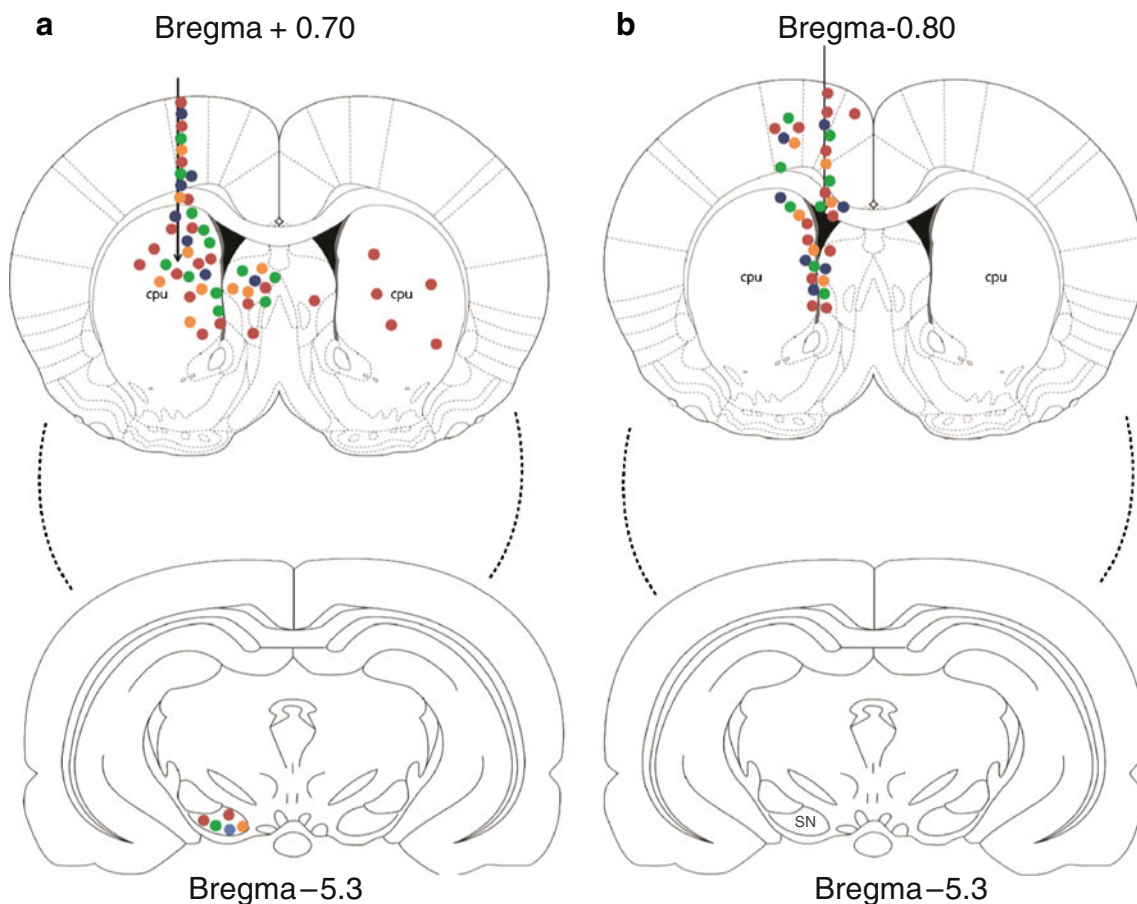 a
Bregma + 0.70
cpu
cpu
Bregma–5.3
b
Bregma-0.80
cpu
cpu
SN
Bregma–5.3